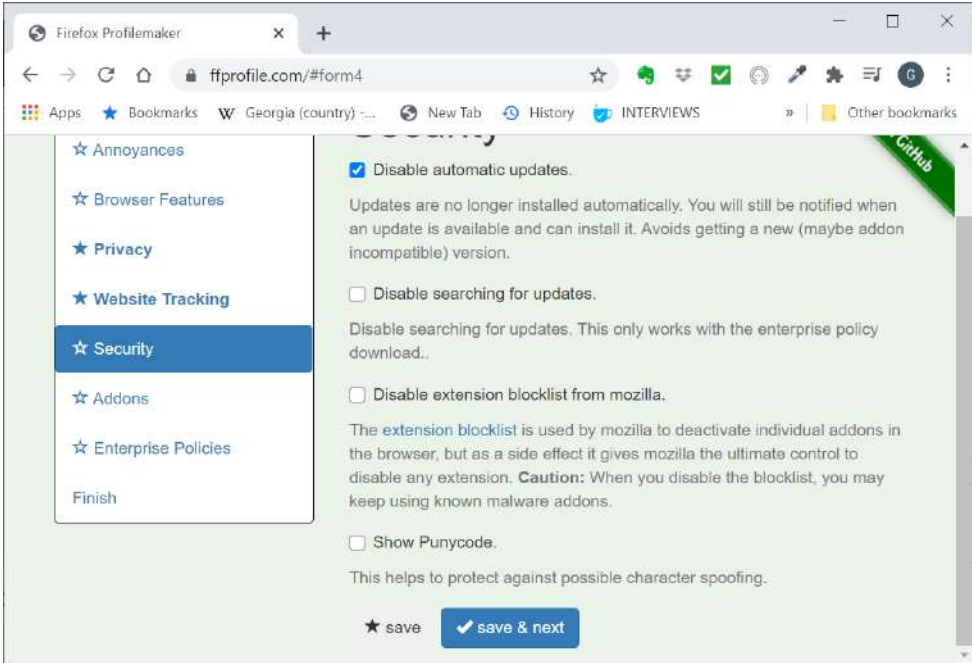 Firefox Profilemaker
ffprofile.com/#form4
G
Apps
Bookmarks
W Georgia (country) -...
New Tab
History
INTERVIEWS
»
Other bookmarks
Annoyances
Browser Features
Privacy
Website Tracking
Security
Addons
Enterprise Policies
Finish
Security
GitHub
Disable automatic updates.
Updates are no longer installed automatically. You will still be notified when
an update is available and can install it. Avoids getting a new (maybe addon
incompatible) version.
Disable searching for updates.
Disable searching for updates. This only works with the enterprise policy
download..
Disable extension blocklist from mozilla.
The extension blocklist is used by mozilla to deactivate individual addons in
the browser, but as a side effect it gives mozilla the ultimate control to
disable any extension. Caution: When you disable the blocklist, you may
keep using known malware addons.
Show Punycode.
This helps to protect against possible character spoofing.
save
save & next